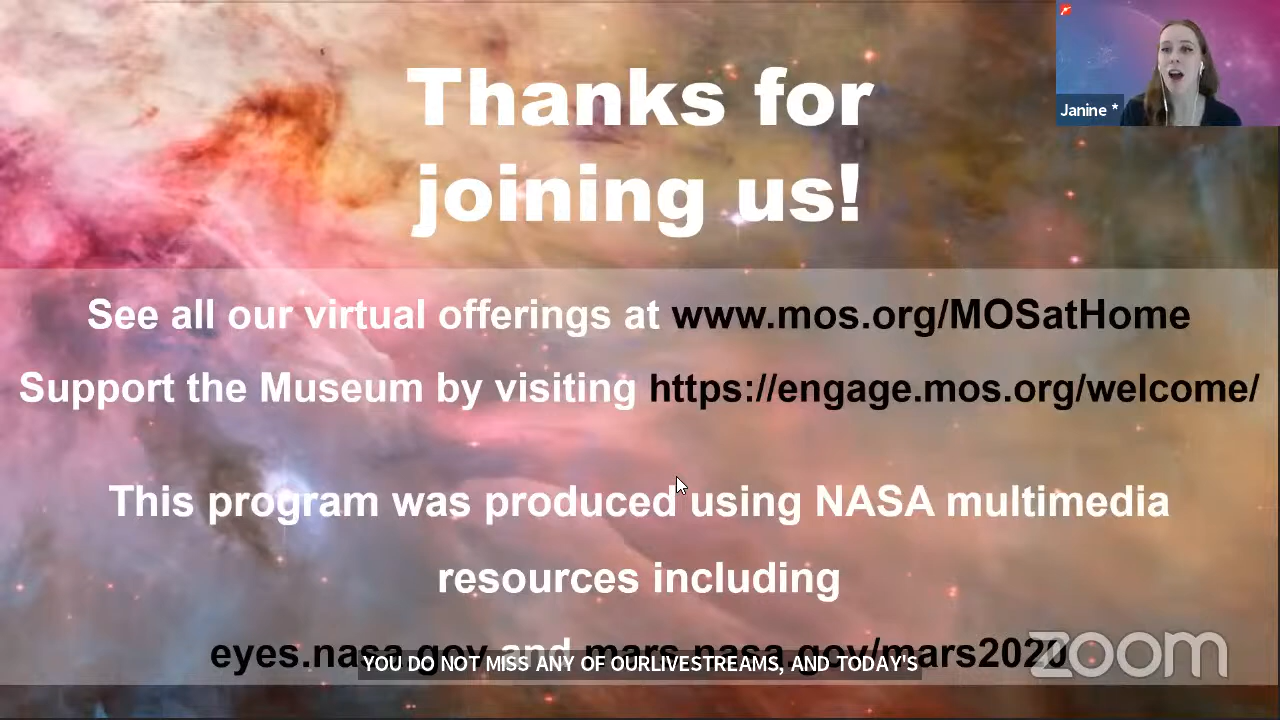 Thanks for
joining us!
Janine *
See all our virtual offerings at www.mos.org/MOSatHome
Support the Museum by visiting https://engage.mos.org/welcome/
This program was produced using NASA multimedia
resources including
eyes.nasa.gov and mars.nasa.gov/mars2020
YOU DO NOT MISS ANY OF OURLIVESTREAMS, AND TODAY'S
zoom